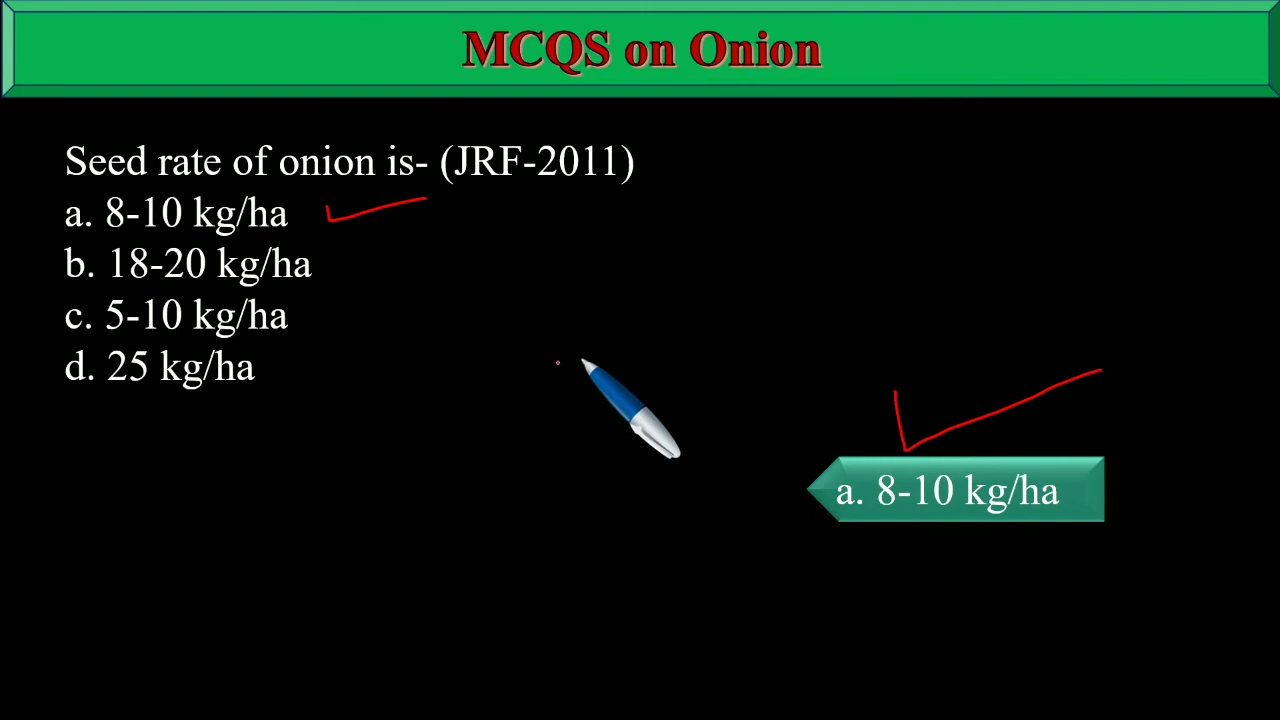 MCQS on Onion
Seed rate of onion is- (JRF-2011)
a. 8-10 kg/ha
b. 18-20 kg/ha
c. 5-10 kg/ha
d. 25 kg/ha
a. 8-10 kg/ha